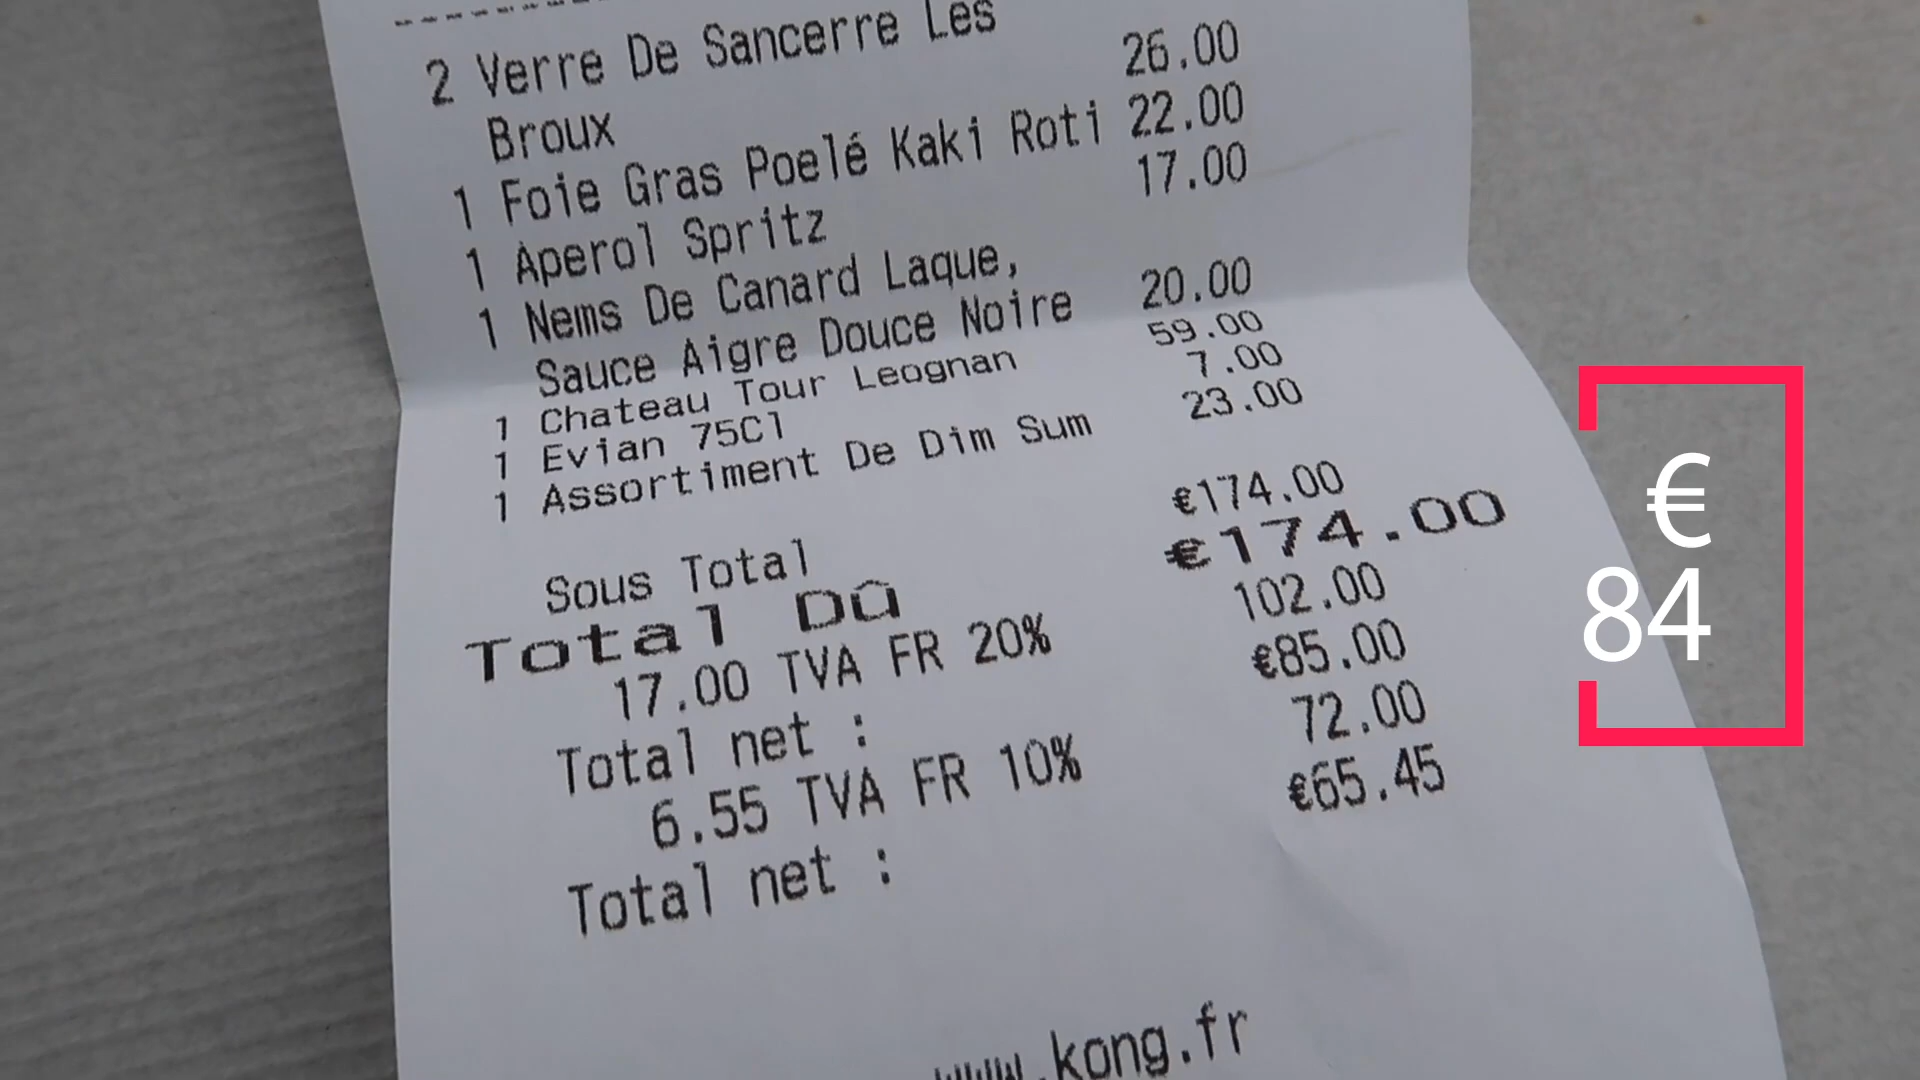 2 Verre De Sancerre Les
Broux 26.00
1 Foie Gras Poelé Kaki Roti 22.00
1 Aperol Spritz 17.00
1 Nems De Canard Laque,
Sauce Aigre Douce Noire 20.00
1 Chateau Tour Leognan 59.00
1 Evian 75Cl 7.00
1 Assortiment De Dim Sum 23.00
Sous Total €174.00
Total Dû €174.00
17.00 TVA FR 20% 102.00
Total net : €85.00
6.55 TVA FR 10% 72.00
Total net : €65.45
www.kong.fr
€
84